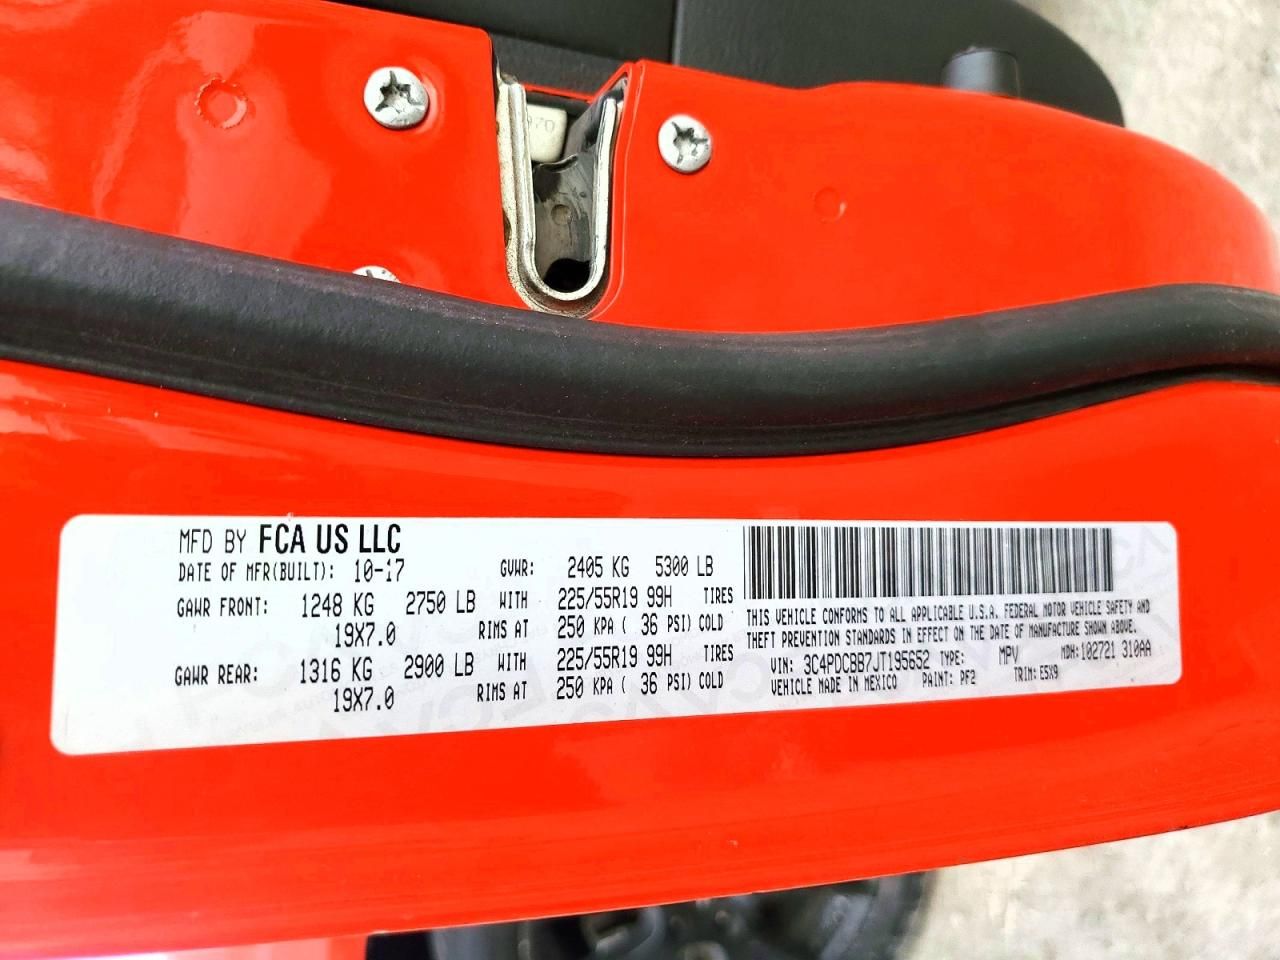 MFD BY FCA US LLC
DATE OF MFR(BUILT): 10-17 GVWR: 2405 KG 5300 LB
GAWR FRONT: 1248 KG 2750 LB WITH 225/55R19 99H TIRES
19X7.0 RIMS AT 250 KPA ( 36 PSI) COLD
GAWR REAR: 1316 KG 2900 LB WITH 225/55R19 99H TIRES
19X7.0 RIMS AT 250 KPA ( 36 PSI) COLD
THIS VEHICLE CONFORMS TO ALL APPLICABLE U.S.A. FEDERAL MOTOR VEHICLE SAFETY AND
THEFT PREVENTION STANDARDS IN EFFECT ON THE DATE OF MANUFACTURE SHOWN ABOVE.
VIN: 3C4PDCBB7JT195652 TYPE: MPV MDH:102721 310AA
VEHICLE MADE IN MEXICO PAINT: PF2 TRIM: E5X9